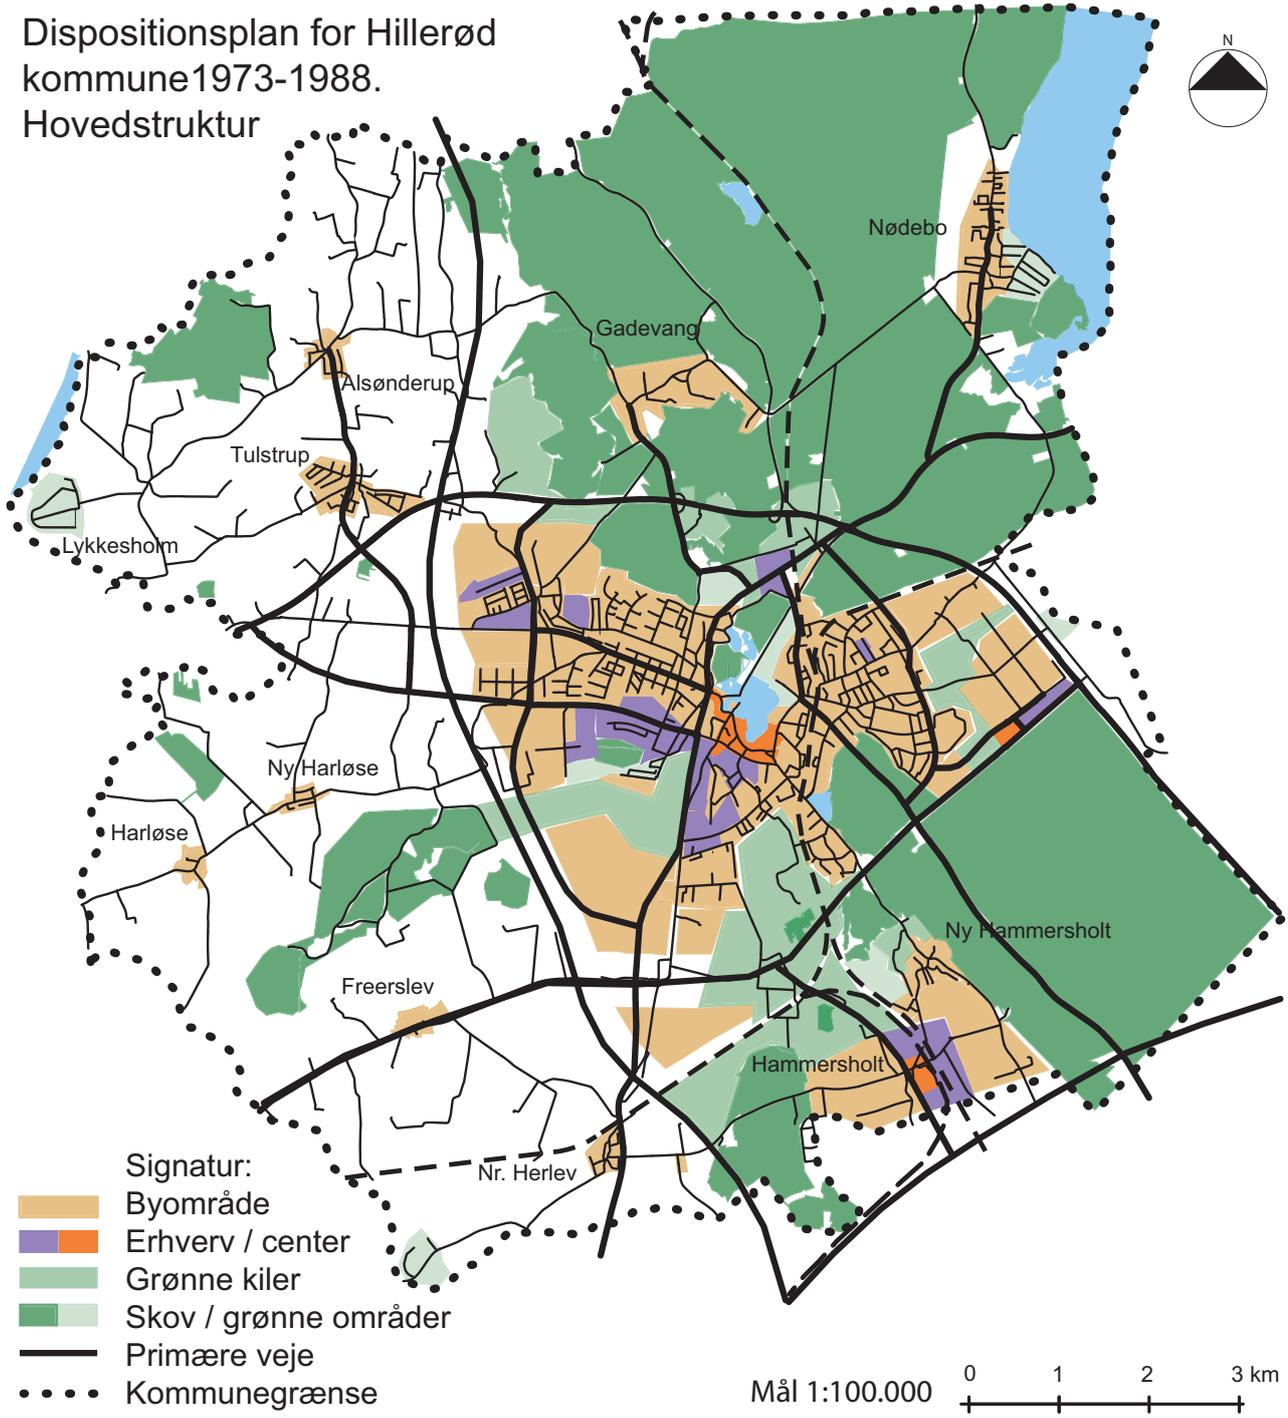 Dispositionsplan for Hillerød
kommune1973-1988.
Hovedstruktur
N
Nødebo
Gadevang
Alsønderup
Tulstrup
Lykkesholm
Ny Harløse
Harløse
Ny Hammersholt
Freerslev
Hammersholt
Nr. Herlev
Signatur:
Byområde
Erhverv / center
Grønne kiler
Skov / grønne områder
Primære veje
Kommunegrænse
Mål 1:100.000
0 1 2 3 km